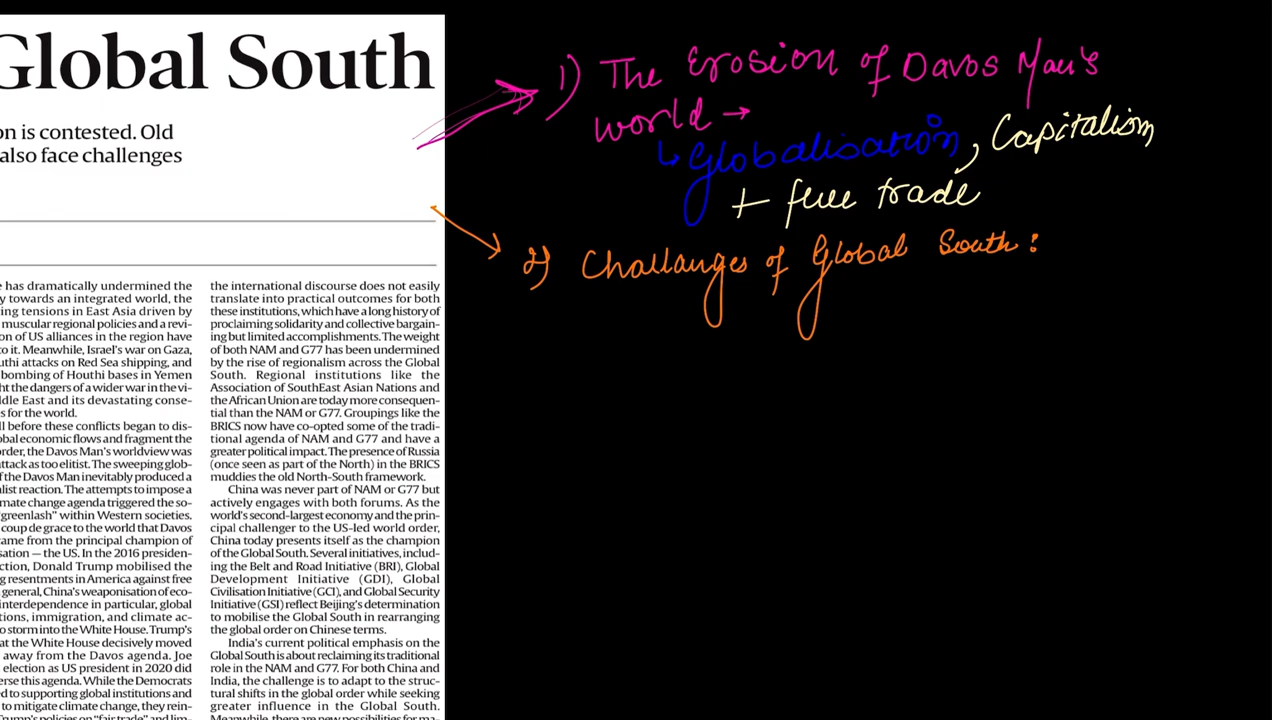 Global South
on is contested. Old
also face challenges
e has dramatically undermined the
y towards an integrated world, the
ing tensions in East Asia driven by
muscular regional policies and a revi-
on of US alliances in the region have
to it. Meanwhile, Israel's war on Gaza,
uthi attacks on Red Sea shipping, and
bombing of Houthi bases in Yemen
ht the dangers of a wider war in the vi-
ddle East and its devastating conse-
s for the world.
ll before these conflicts began to dis-
obal economic flows and fragment the
order, the Davos Man's worldview was
attack as too elitist. The sweeping glob-
f the Davos Man inevitably produced a
alist reaction. The attempts to impose a
mate change agenda triggered the so-
"greenlash" within Western societies.
coup de grace to the world that Davos
ame from the principal champion of
sation — the US. In the 2016 presiden-
ction, Donald Trump mobilised the
g resentments in America against free
general, China's weaponisation of eco-
interdependence in particular, global
tions, immigration, and climate ac-
o storm into the White House. Trump's
at the White House decisively moved
away from the Davos agenda. Joe
election as US president in 2020 did
erse this agenda. While the Democrats
ed to supporting global institutions and
to mitigate climate change, they rein-
Trump's policies on "fair trade" and lim-
the international discourse does not easily
translate into practical outcomes for both
these institutions, which have a long history of
proclaiming solidarity and collective bargain-
ing but limited accomplishments. The weight
of both NAM and G77 has been undermined
by the rise of regionalism across the Global
South. Regional institutions like the
Association of SouthEast Asian Nations and
the African Union are today more consequen-
tial than the NAM or G77. Groupings like the
BRICS now have co-opted some of the tradi-
tional agenda of NAM and G77 and have a
greater political impact. The presence of Russia
(once seen as part of the North) in the BRICS
muddies the old North-South framework.
China was never part of NAM or G77 but
actively engages with both forums. As the
world's second-largest economy and the prin-
cipal challenger to the US-led world order,
China today presents itself as the champion
of the Global South. Several initiatives, includ-
ing the Belt and Road Initiative (BRI), Global
Development Initiative (GDI), Global
Civilisation Initiative (GCI), and Global Security
Initiative (GSI) reflect Beijing's determination
to mobilise the Global South in rearranging
the global order on Chinese terms.
India's current political emphasis on the
Global South is about reclaiming its traditional
role in the NAM and G77. For both China and
India, the challenge is to adapt to the struc-
tural shifts in the global order while seeking
greater influence in the Global South.
Meanwhile, there are new possibilities for ma-
1) The Erosion of Davos Man's
world →
↳ Globalisation, Capitalism
+ free trade
2) Challanges of Global South: